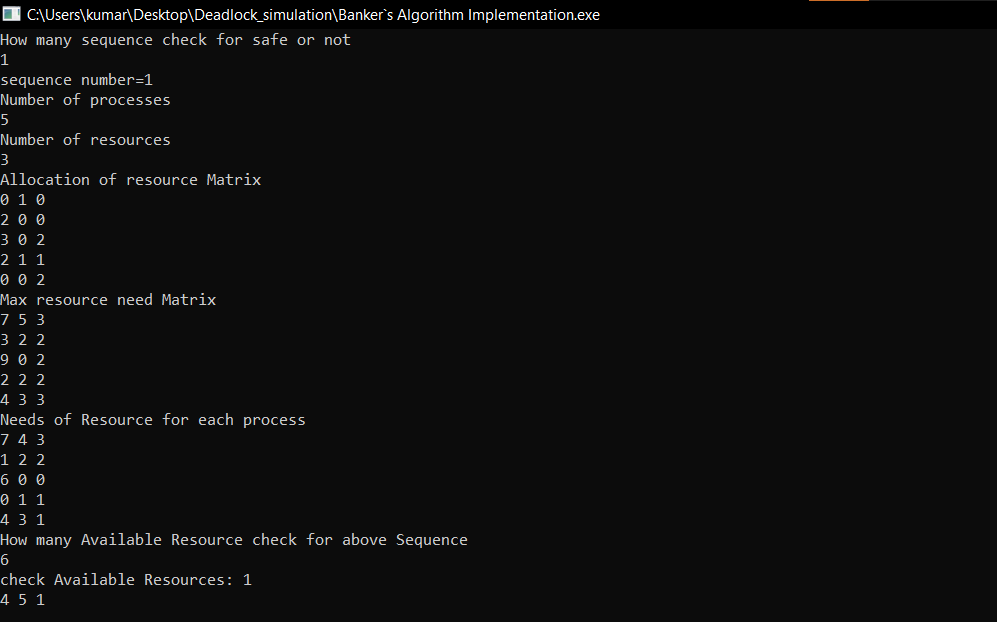 C:\Users\kumar\Desktop\Deadlock_simulation\Banker`s Algorithm Implementation.exe
How many sequence check for safe or not
1
sequence number=1
Number of processes
5
Number of resources
3
Allocation of resource Matrix
0 1 0
2 0 0
3 0 2
2 1 1
0 0 2
Max resource need Matrix
7 5 3
3 2 2
9 0 2
2 2 2
4 3 3
Needs of Resource for each process
7 4 3
1 2 2
6 0 0
0 1 1
4 3 1
How many Available Resource check for above Sequence
6
check Available Resources: 1
4 5 1